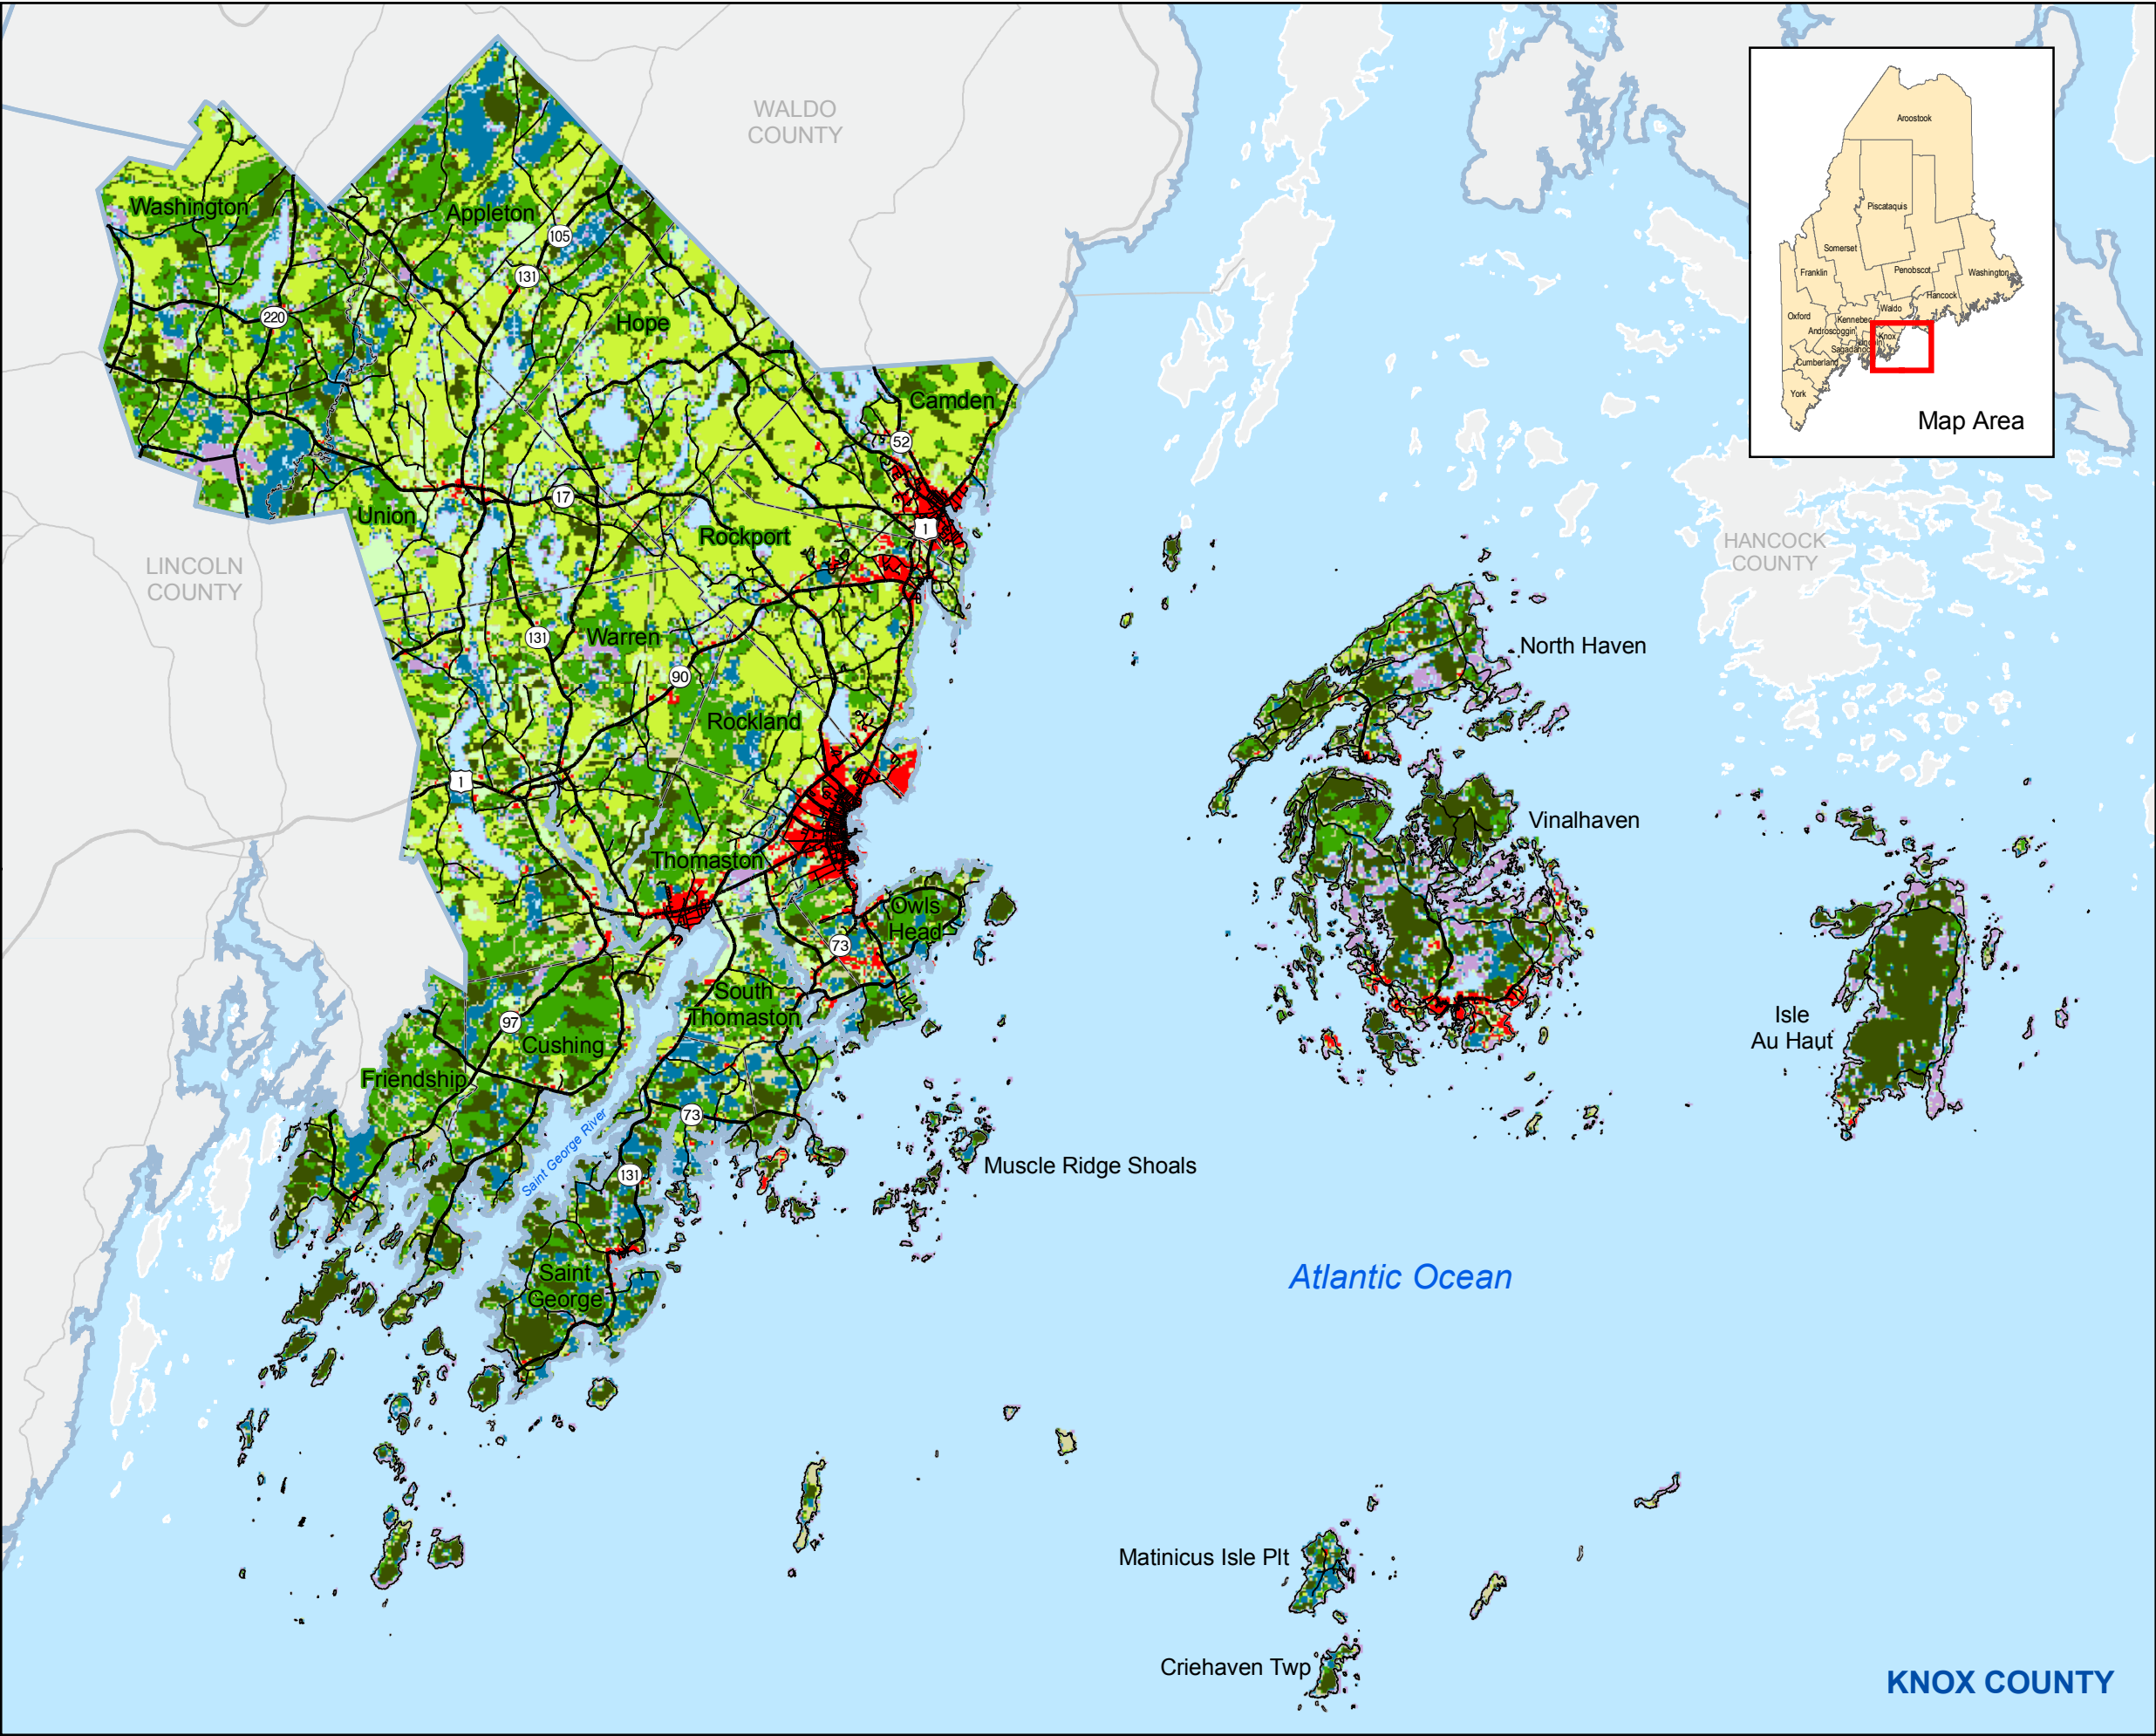 WALDO
COUNTY
Washington
Appleton
105
131
220
Hope
Camden
52
17
Union
Rockport
1
LINCOLN
COUNTY
HANCOCK
COUNTY
131
Warren
90
North Haven
Rockland
1
Vinalhaven
Thomaston
Owls
Head
73
South
Thomaston
97
Cushing
Isle
Au Haut
Friendship
73
Saint George River
131
Muscle Ridge Shoals
Saint
George
Atlantic Ocean
Matinicus Isle Plt
Criehaven Twp
KNOX COUNTY
Aroostook
Piscataquis
Somerset
Franklin
Penobscot
Washington
Hancock
Oxford
Waldo
Kennebec
Androscoggin
Knox
Sagadahoc
Cumberland
York
Map Area